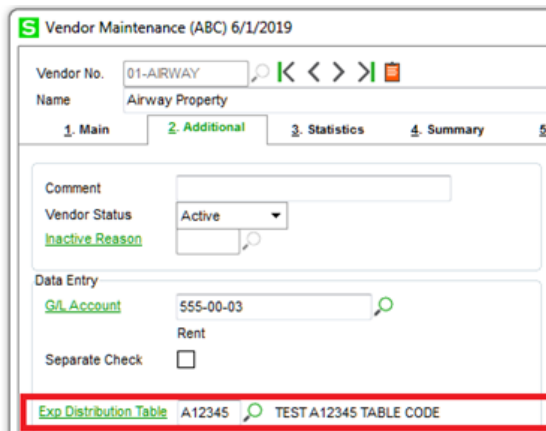 S Vendor Maintenance (ABC) 6/1/2019
Vendor No. 01-AIRWAY
Name Airway Property
1. Main 2. Additional 3. Statistics 4. Summary 5
Comment
Vendor Status Active
Inactive Reason
Data Entry
G/L Account 555-00-03
Rent
Separate Check
Exp Distribution Table A12345 TEST A12345 TABLE CODE